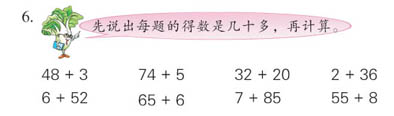 6. 先说出每题的得数是几十多，再计算。
48 + 3 74 + 5 32 + 20 2 + 36
6 + 52 65 + 6 7 + 85 55 + 8